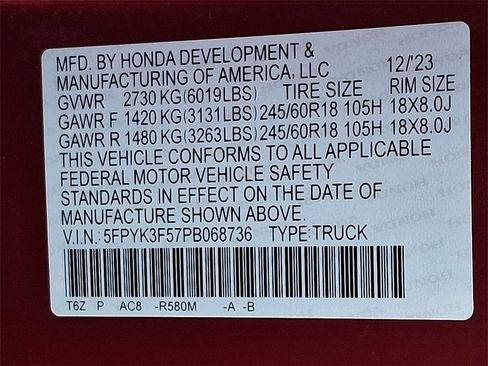 MFD. BY HONDA DEVELOPMENT &
MANUFACTURING OF AMERICA, LLC 12/'23
GVWR 2730 KG(6019LBS) TIRE SIZE RIM SIZE
GAWR F 1420 KG(3131LBS) 245/60R18 105H 18X8.0J
GAWR R 1480 KG(3263LBS) 245/60R18 105H 18X8.0J
THIS VEHICLE CONFORMS TO ALL APPLICABLE
FEDERAL MOTOR VEHICLE SAFETY
STANDARDS IN EFFECT ON THE DATE OF
MANUFACTURE SHOWN ABOVE.
V.I.N.: 5FPYK3F57PB068736 TYPE:TRUCK
T6Z P AC8 -R580M -A -B